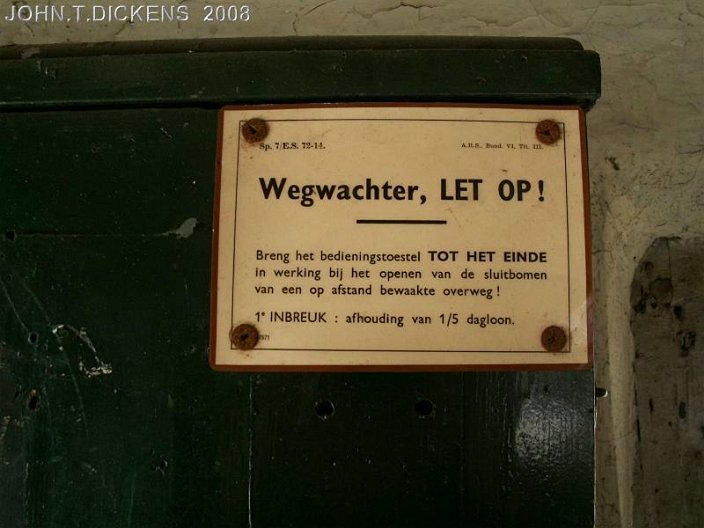 JOHN.T.DICKENS 2008
Sp. 7/E.S. 72-14.
A.R.S., Bund. VI, Tit. III.
Wegwachter, LET OP!
Breng het bedieningstoestel TOT HET EINDE
in werking bij het openen van de sluitbomen
van een op afstand bewaakte overweg!
1e INBREUK : afhouding van 1/5 dagloon.